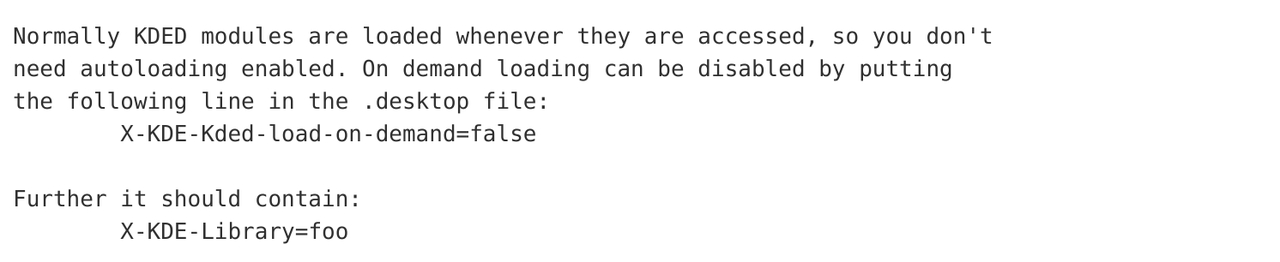 Normally KDED modules are loaded whenever they are accessed, so you don't
need autoloading enabled. On demand loading can be disabled by putting
the following line in the .desktop file:
        X-KDE-Kded-load-on-demand=false

Further it should contain:
        X-KDE-Library=foo